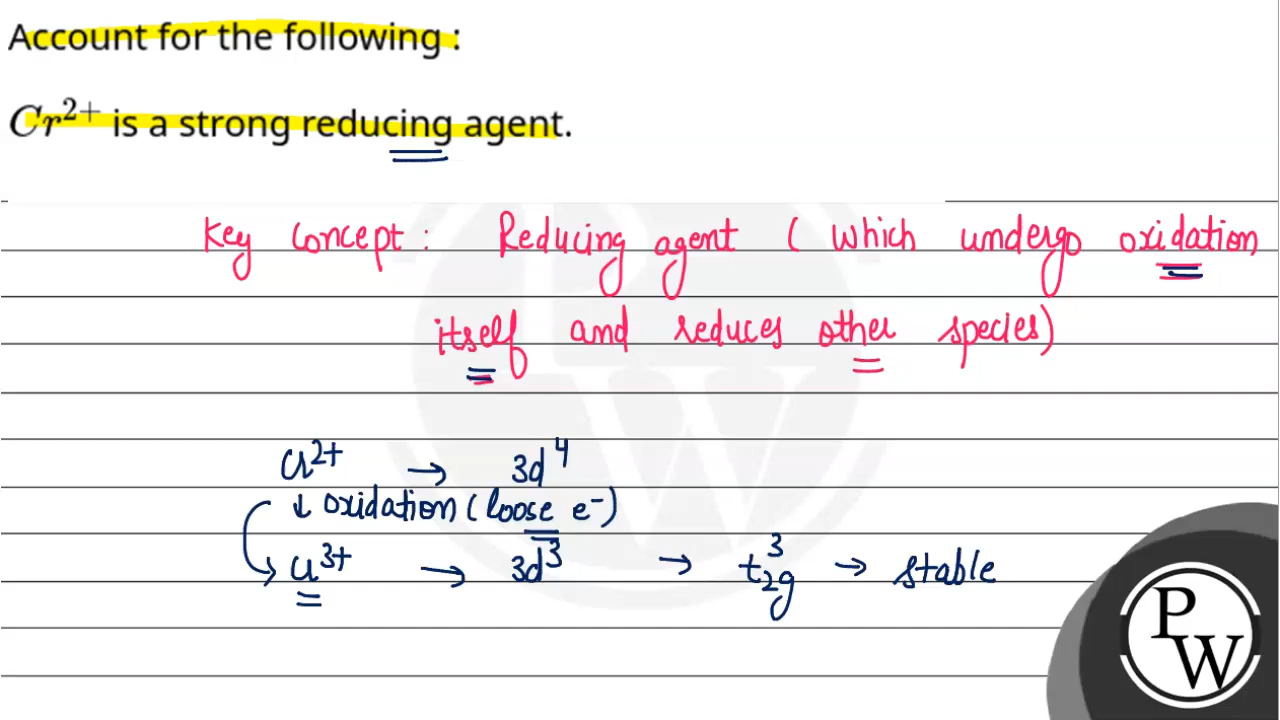 Account for the following :
Cr²⁺ is a strong reducing agent.
Key concept : Reducing agent ( which undergo oxidation
itself and reduces other species)
Cr²⁺ → 3d⁴
↓ oxidation (loose e⁻)
Cr³⁺ → 3d³ → t₂g³ → stable
P
W